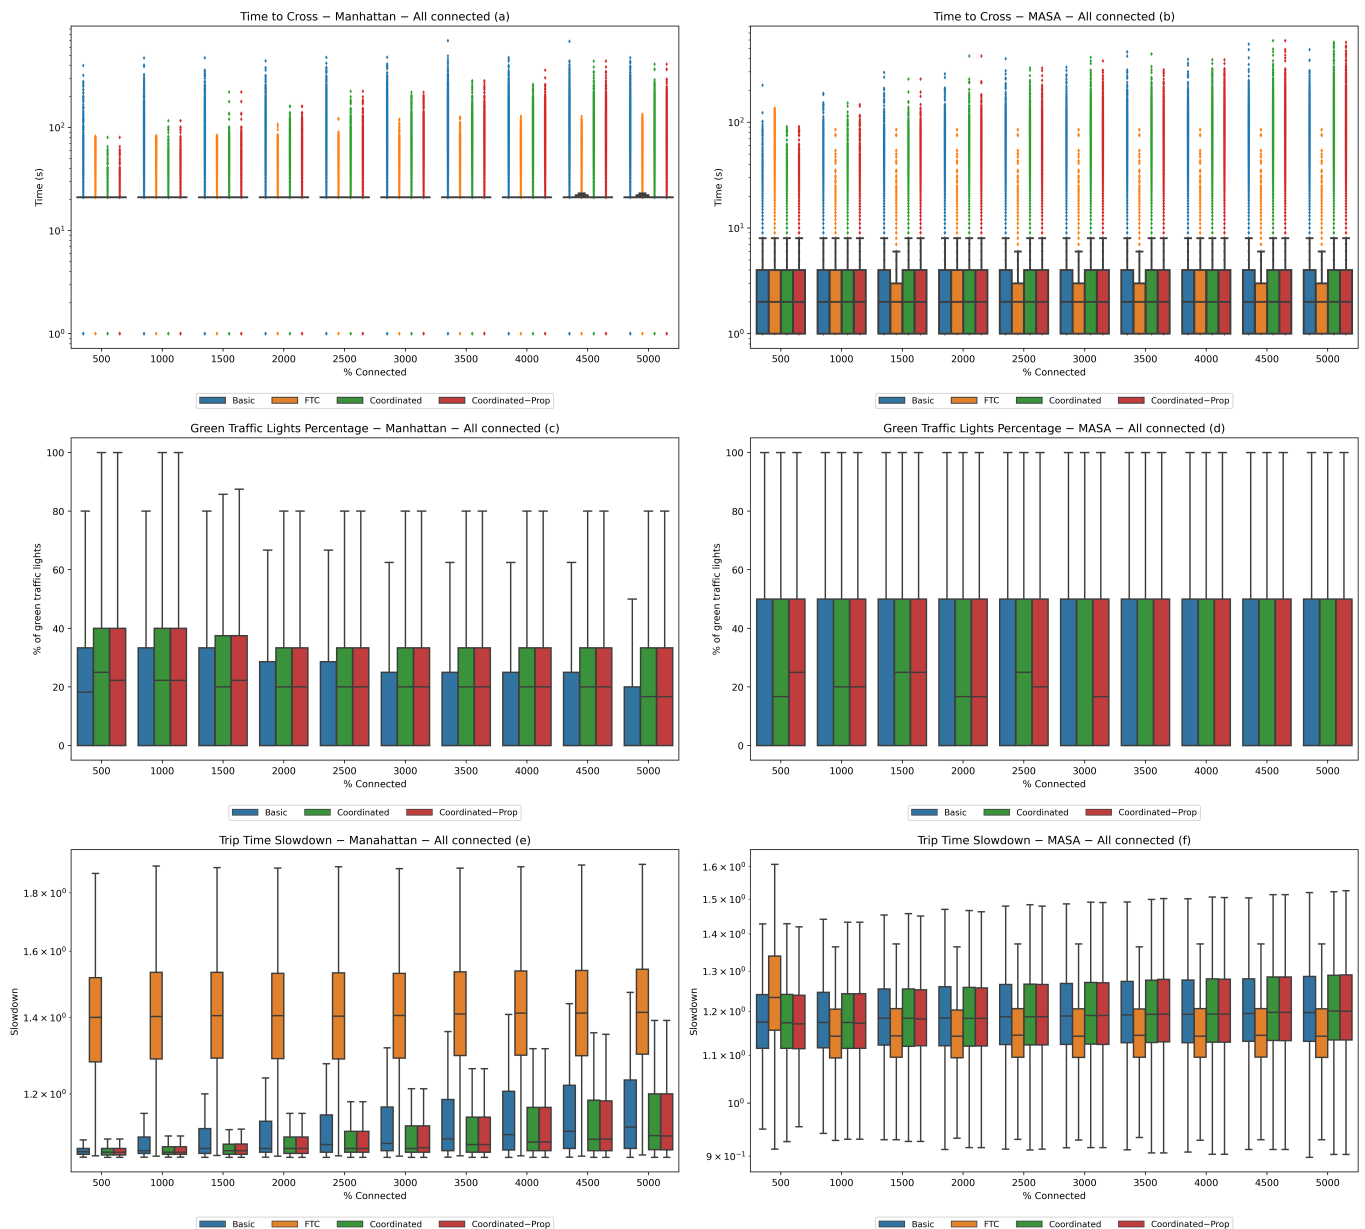 Time to Cross − Manhattan − All connected (a)
Time (s)
10²
10¹
10⁰
500 1000 1500 2000 2500 3000 3500 4000 4500 5000
% Connected
Basic FTC Coordinated Coordinated−Prop
Time to Cross − MASA − All connected (b)
Time (s)
10²
10¹
10⁰
500 1000 1500 2000 2500 3000 3500 4000 4500 5000
% Connected
Basic FTC Coordinated Coordinated−Prop
Green Traffic Lights Percentage − Manhattan − All connected (c)
% of green traffic lights
100
80
60
40
20
0
500 1000 1500 2000 2500 3000 3500 4000 4500 5000
% Connected
Basic Coordinated Coordinated−Prop
Green Traffic Lights Percentage − MASA − All connected (d)
% of green traffic lights
100
80
60
40
20
0
500 1000 1500 2000 2500 3000 3500 4000 4500 5000
% Connected
Basic Coordinated Coordinated−Prop
Trip Time Slowdown − Manahattan − All connected (e)
Slowdown
1.8 × 10⁰
1.6 × 10⁰
1.4 × 10⁰
1.2 × 10⁰
500 1000 1500 2000 2500 3000 3500 4000 4500 5000
% Connected
Basic FTC Coordinated Coordinated−Prop
Trip Time Slowdown − MASA − All connected (f)
Slowdown
1.6 × 10⁰
1.5 × 10⁰
1.4 × 10⁰
1.3 × 10⁰
1.2 × 10⁰
1.1 × 10⁰
10⁰
9 × 10⁻¹
500 1000 1500 2000 2500 3000 3500 4000 4500 5000
% Connected
Basic FTC Coordinated Coordinated−Prop